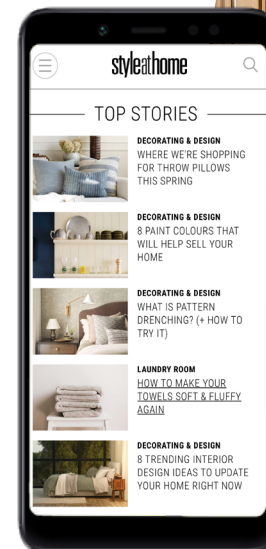 styleathome
TOP STORIES
DECORATING & DESIGN
WHERE WE'RE SHOPPING
FOR THROW PILLOWS
THIS SPRING
DECORATING & DESIGN
8 PAINT COLOURS THAT
WILL HELP SELL YOUR
HOME
DECORATING & DESIGN
WHAT IS PATTERN
DRENCHING? (+ HOW TO
TRY IT)
LAUNDRY ROOM
HOW TO MAKE YOUR
TOWELS SOFT & FLUFFY
AGAIN
DECORATING & DESIGN
8 TRENDING INTERIOR
DESIGN IDEAS TO UPDATE
YOUR HOME RIGHT NOW